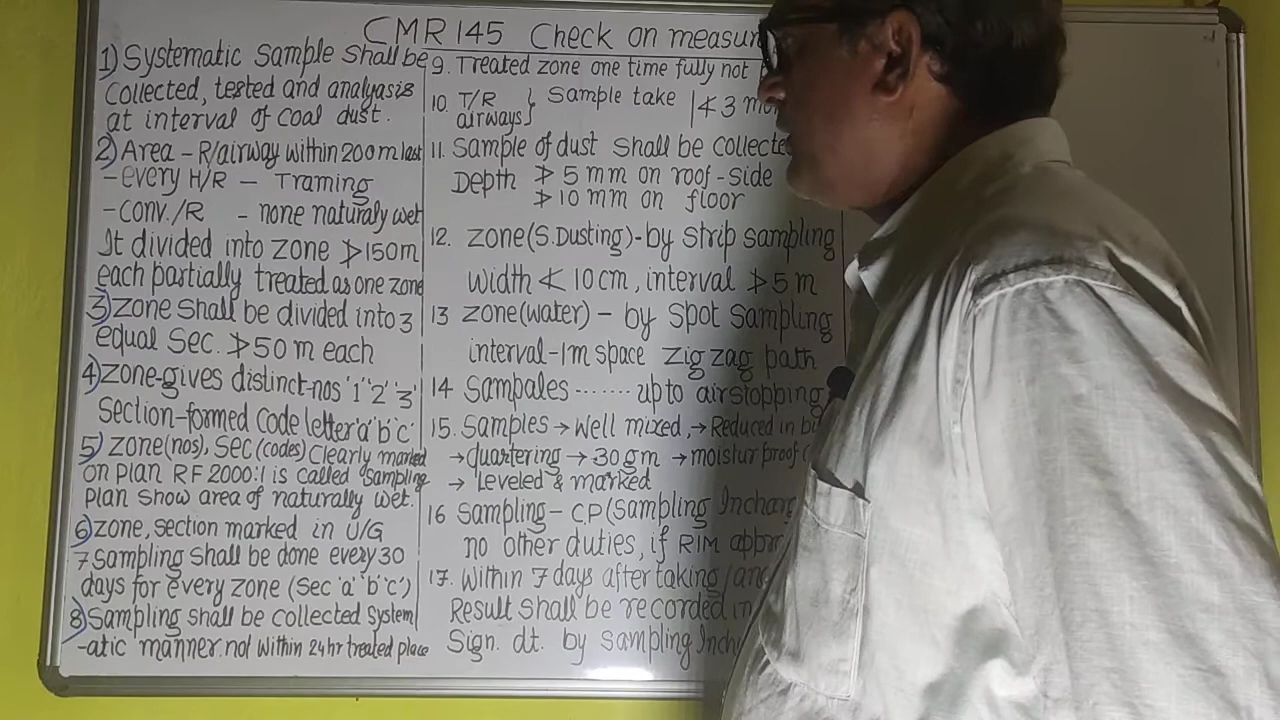 CMR 145 Check on measur
1) Systematic Sample Shall be
Collected, tested and analyasis
at interval of coal dust.
2) Area - R/airway within 200m last
- every H/R - Traming
- Conv./R - none naturaly wet
It divided into zone ≯ 150m
each partially treated as one zone
3) zone shall be divided into 3
equal Sec. ≯ 50 m each
4) zone-gives distinct-nos '1' '2' '3'
Section-formed Code letter 'a' 'b' 'c'
5) zone(nos), Sec(codes) Clearly marked
on plan RF 2000:1 is called "Sampling
Plan show area of naturally wet.
6) zone, section marked in U/G
7 sampling shall be done every 30
days for every zone (Sec 'a' 'b' 'c')
8) Sampling shall be collected system
-atic manner. not within 24hr treated place
9. Treated zone one time fully not
10. T/R } Sample take | ≮ 3 mo
airways
11. Sample of dust shall be collecte
Depth ≯ 5 mm on roof-side
≯ 10 mm on floor
12. zone(S.Dusting)-by strip sampling
width ≮ 10 cm, interval ≯ 5 m
13 zone(water) - by spot sampling
interval-1m space zig zag path
14 Sampales ....... up to airstopping
15. Samples → Well mixed, → Reduced in b
→ quartering → 30gm → moistur proof
→ Leveled & marked
16 Sampling- C.P (Sampling Incharg
no other duties, if RIM appr
17. Within 7 days after taking/an
Result shall be recorded in
Sign. dt. by sampling Inch